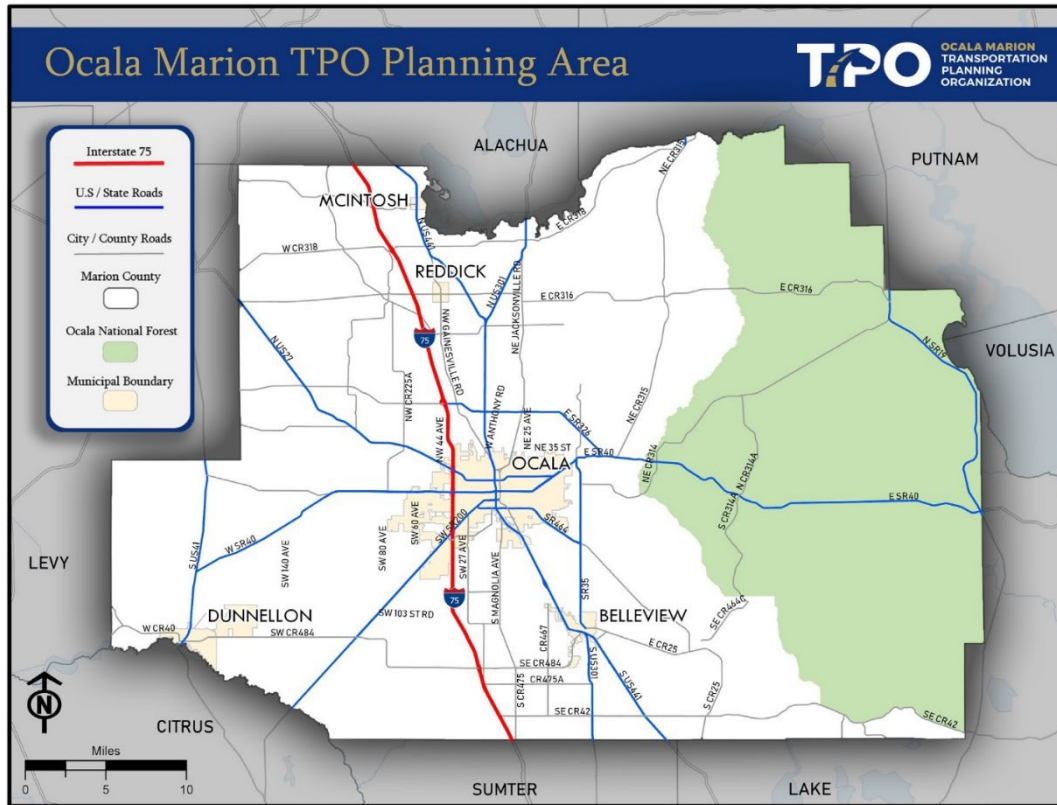 Ocala Marion TPO Planning Area
TPO
OCALA MARION
TRANSPORTATION
PLANNING
ORGANIZATION
Interstate 75
U.S / State Roads
City / County Roads
Marion County
Ocala National Forest
Municipal Boundary
ALACHUA
PUTNAM
VOLUSIA
LEVY
CITRUS
SUMTER
LAKE
MCINTOSH
REDDICK
OCALA
DUNNELLON
BELLEVIEW
NE CR315
N US441
E CR318
W CR318
N US301
NE JACKSONVILLE RD
E CR316
E CR316
N SR19
N US27
75
NW GAINESVILLE RD
NW CR225A
NW 44 AVE
W ANTHONY RD
NE 25 AVE
E SR326
NE CR315
NE 35 ST
E SR40
NE CR314
N CR314A
S CR314A
E SR40
S US41
W SR40
SW 140 AVE
SW 80 AVE
SW 60 AVE
SW SR200
SW 27 AVE
SR464
SR35
S MAGNOLIA AVE
75
SW 103 ST RD
SE CR464C
W CR40
SW CR484
CR467
E CR25
SE CR484
CR475A
S CR475
S US301
S US441
S CR25
SE CR42
SE CR42
N
Miles
0 5 10